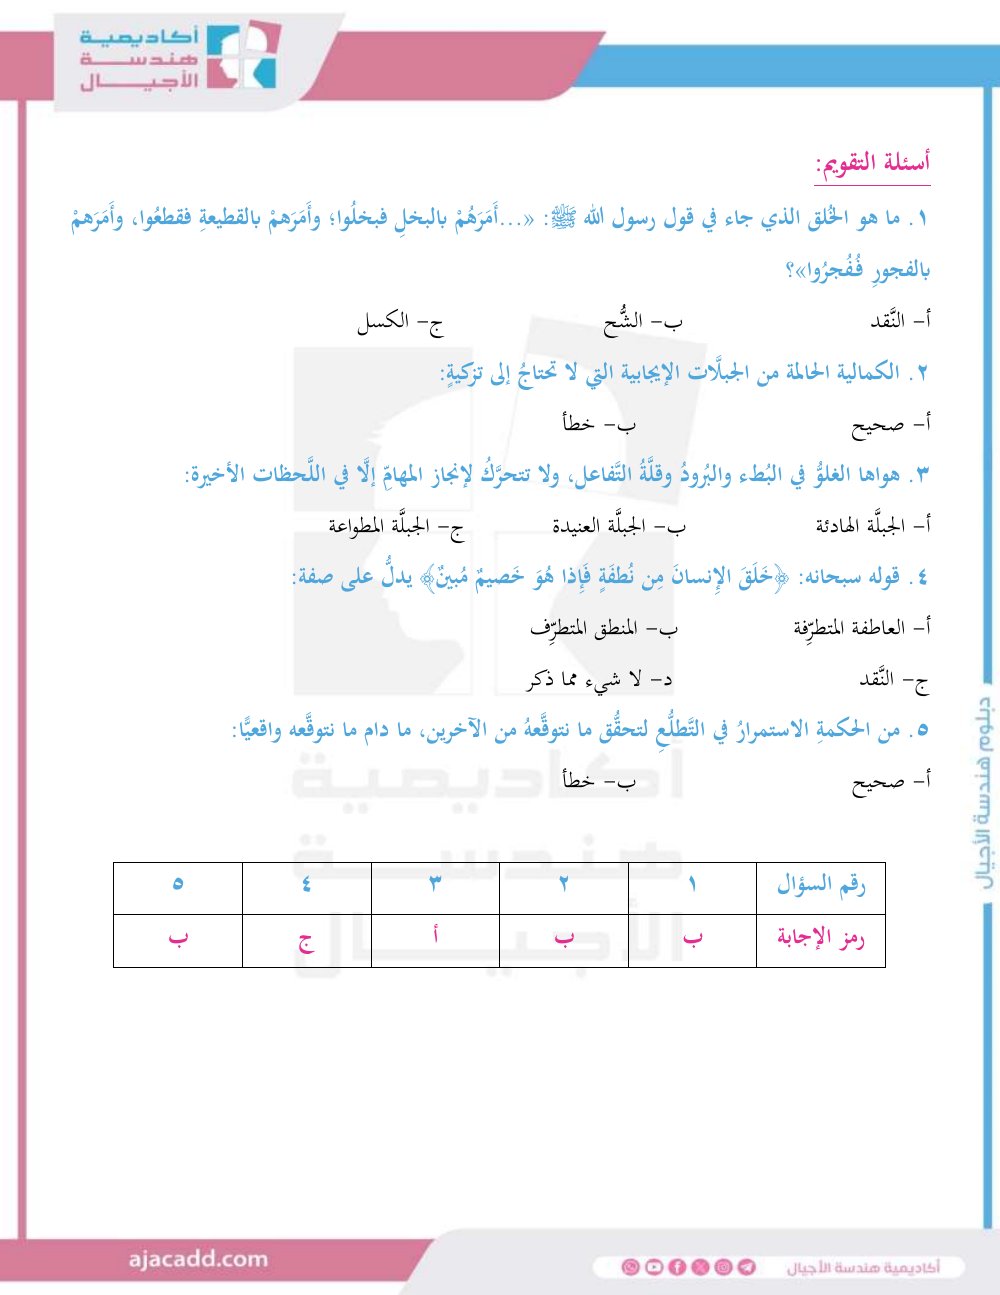 أكاديمية
هندسة
الأجيال
أسئلة التقويم:
١. ما هو الخُلق الذي جاء في قول رسول الله ﷺ: «...أَمَرَهُمْ بالبخلِ فبخلُوا؛ وأَمَرَهمْ بالقطيعةِ فقطعُوا، وأَمَرَهمْ
بالفجورِ ففُجرُوا»؟
أ- النَّقد ب- الشُّح ج- الكسل
٢. الكمالية الحالمة من الجبلَّات الإيجابية التي لا تحتاجُ إلى تزكيةٍ:
أ- صحيح ب- خطأ
٣. هواها الغلوُّ في البُطء والبُرودُ وقلَّةُ التَّفاعل، ولا تتحرَّكُ لإنجاز المهامِّ إلَّا في اللَّحظات الأخيرة:
أ- الجبلَّة الهادئة ب- الجبلَّة العنيدة ج- الجبلَّة المطواعة
٤. قوله سبحانه: ﴿خَلَقَ الإِنسانَ مِن نُطفَةٍ فَإِذا هُوَ خَصيمٌ مُبينٌ﴾ يدلُّ على صفة:
أ- العاطفة المتطرِّفة ب- المنطق المتطرِّف
ج- النَّقد د- لا شيء مما ذكر
٥. من الحكمةِ الاستمرارُ في التَّطلُّعِ لتحقُّق ما نتوقَّعهُ من الآخرين، ما دام ما نتوقَّعه واقعيًّا:
أ- صحيح ب- خطأ
رقم السؤال ١ ٢ ٣ ٤ ٥
رمز الإجابة ب ب أ ج ب
أكاديمية
هندسة
الأجيال
دبلوم هندسة الأجيال
ajacadd.com
أكاديمية هندسة الأجيال